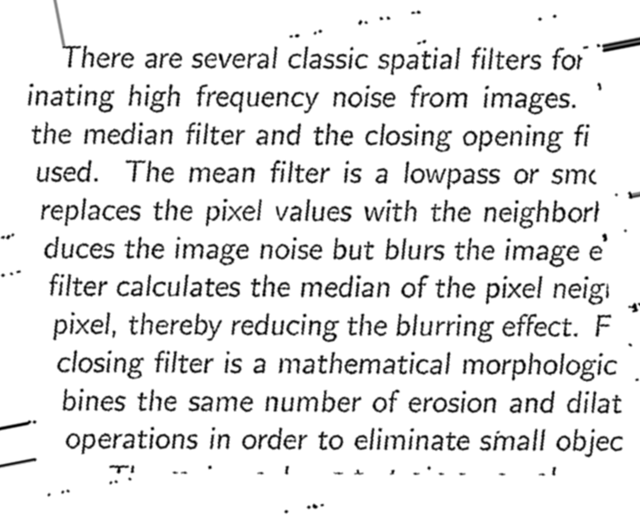 There are several classic spatial filters for
inating high frequency noise from images.
the median filter and the closing opening fi
used. The mean filter is a lowpass or smo
replaces the pixel values with the neighborh
duces the image noise but blurs the image e
filter calculates the median of the pixel neig
pixel, thereby reducing the blurring effect. F
closing filter is a mathematical morphologic
bines the same number of erosion and dilat
operations in order to eliminate small objec